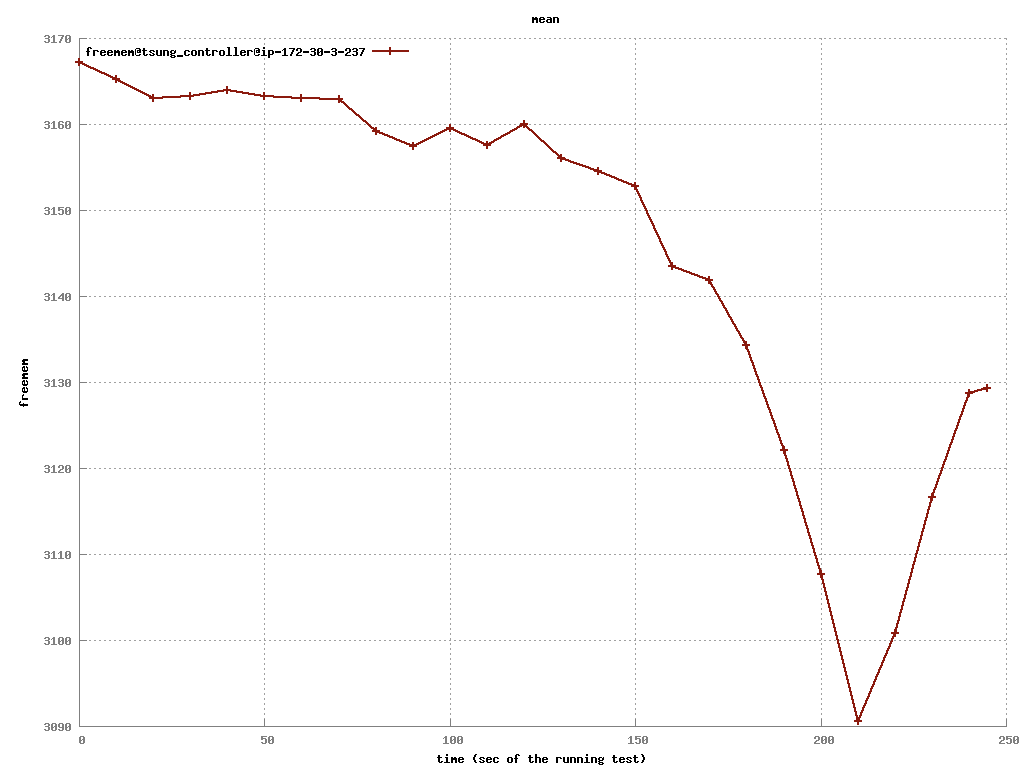 mean
freemem@tsung_controller@ip-172-30-3-237
3170
3160
3150
3140
3130
3120
3110
3100
3090
freemem
0 50 100 150 200 250
time (sec of the running test)